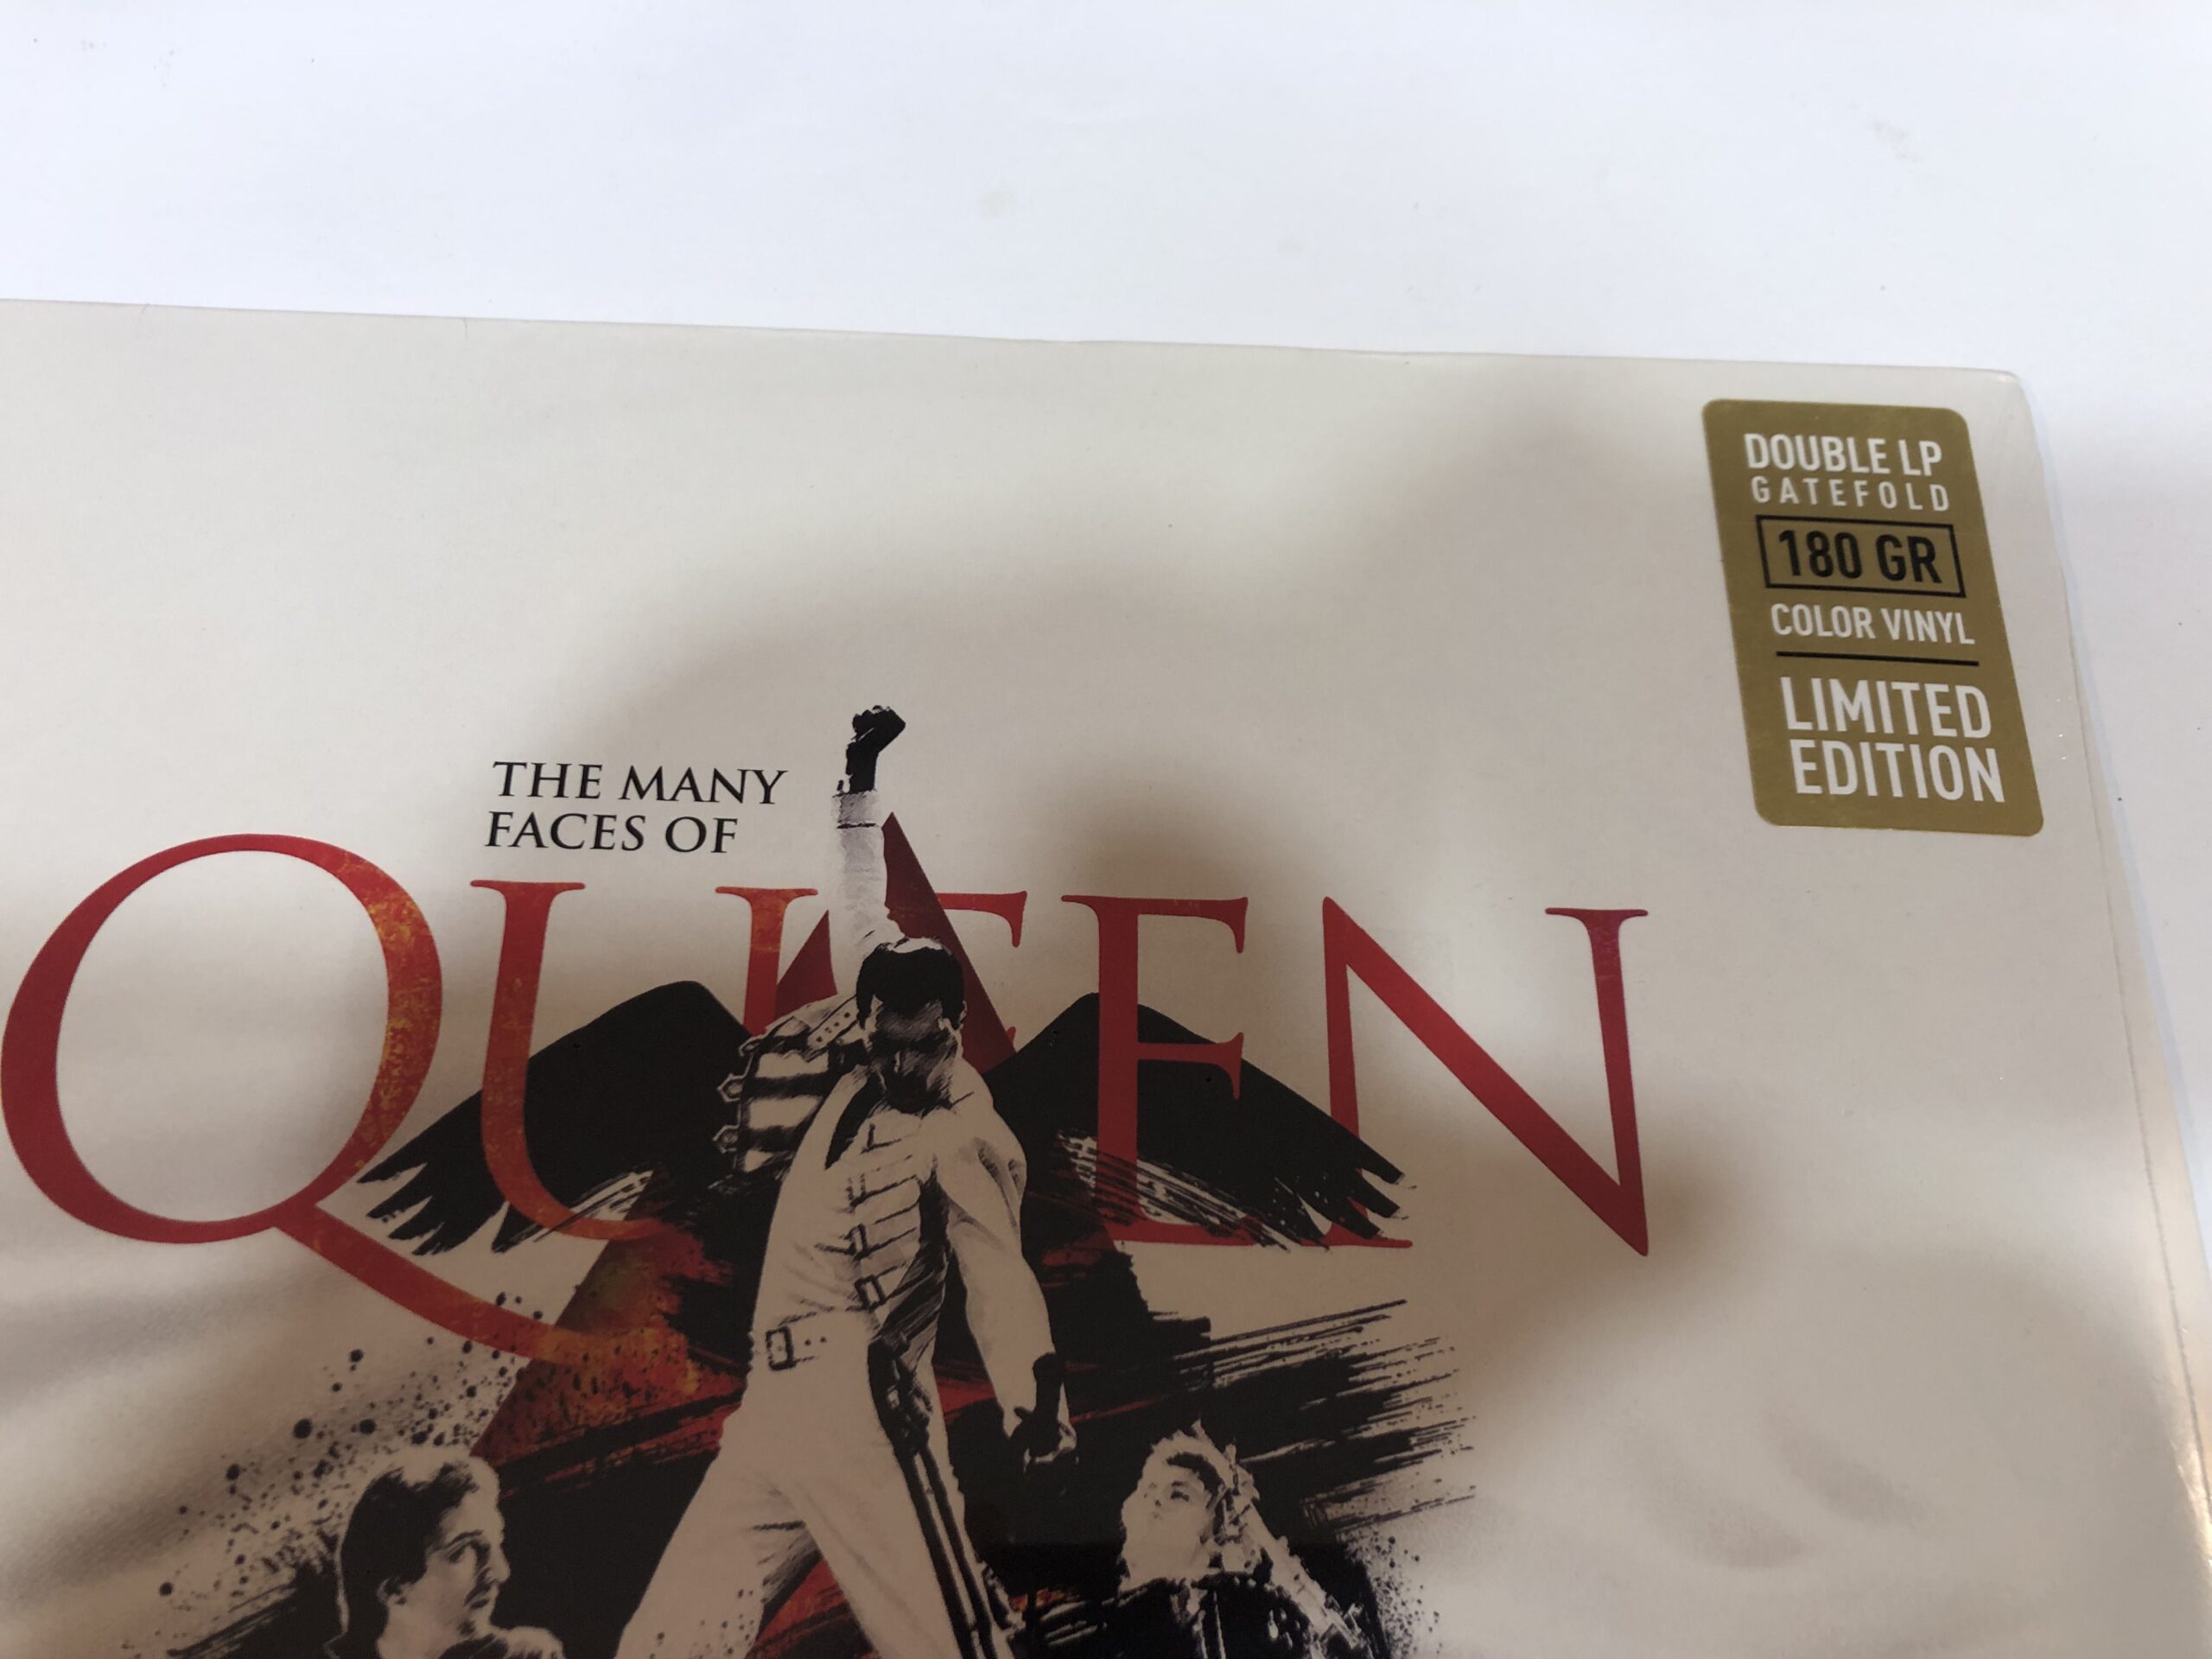 DOUBLE LP
GATEFOLD
180 GR
COLOR VINYL
LIMITED
EDITION
THE MANY
FACES OF
QUEEN